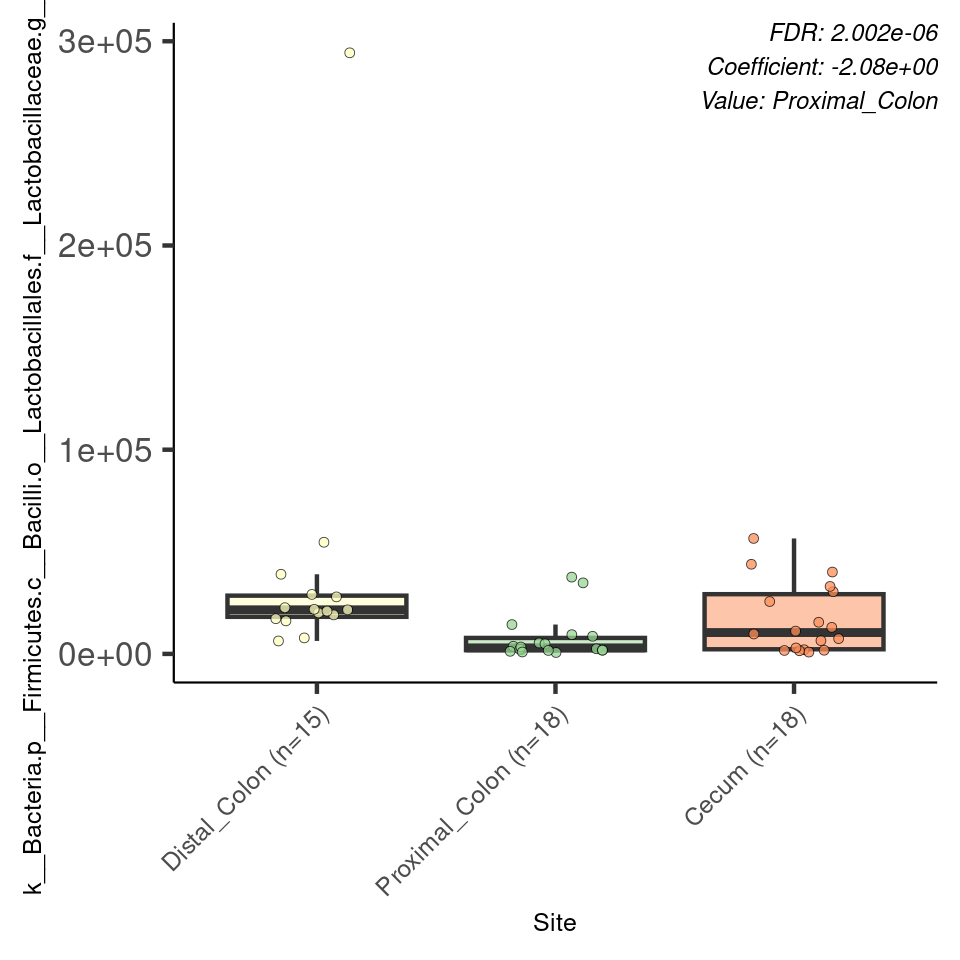 FDR: 2.002e-06
Coefficient: -2.08e+00
Value: Proximal_Colon
k__Bacteria.p__Firmicutes.c__Bacilli.o__Lactobacillales.f__Lactobacillaceae.g_
3e+05
2e+05
1e+05
0e+00
Distal_Colon (n=15)
Proximal_Colon (n=18)
Cecum (n=18)
Site